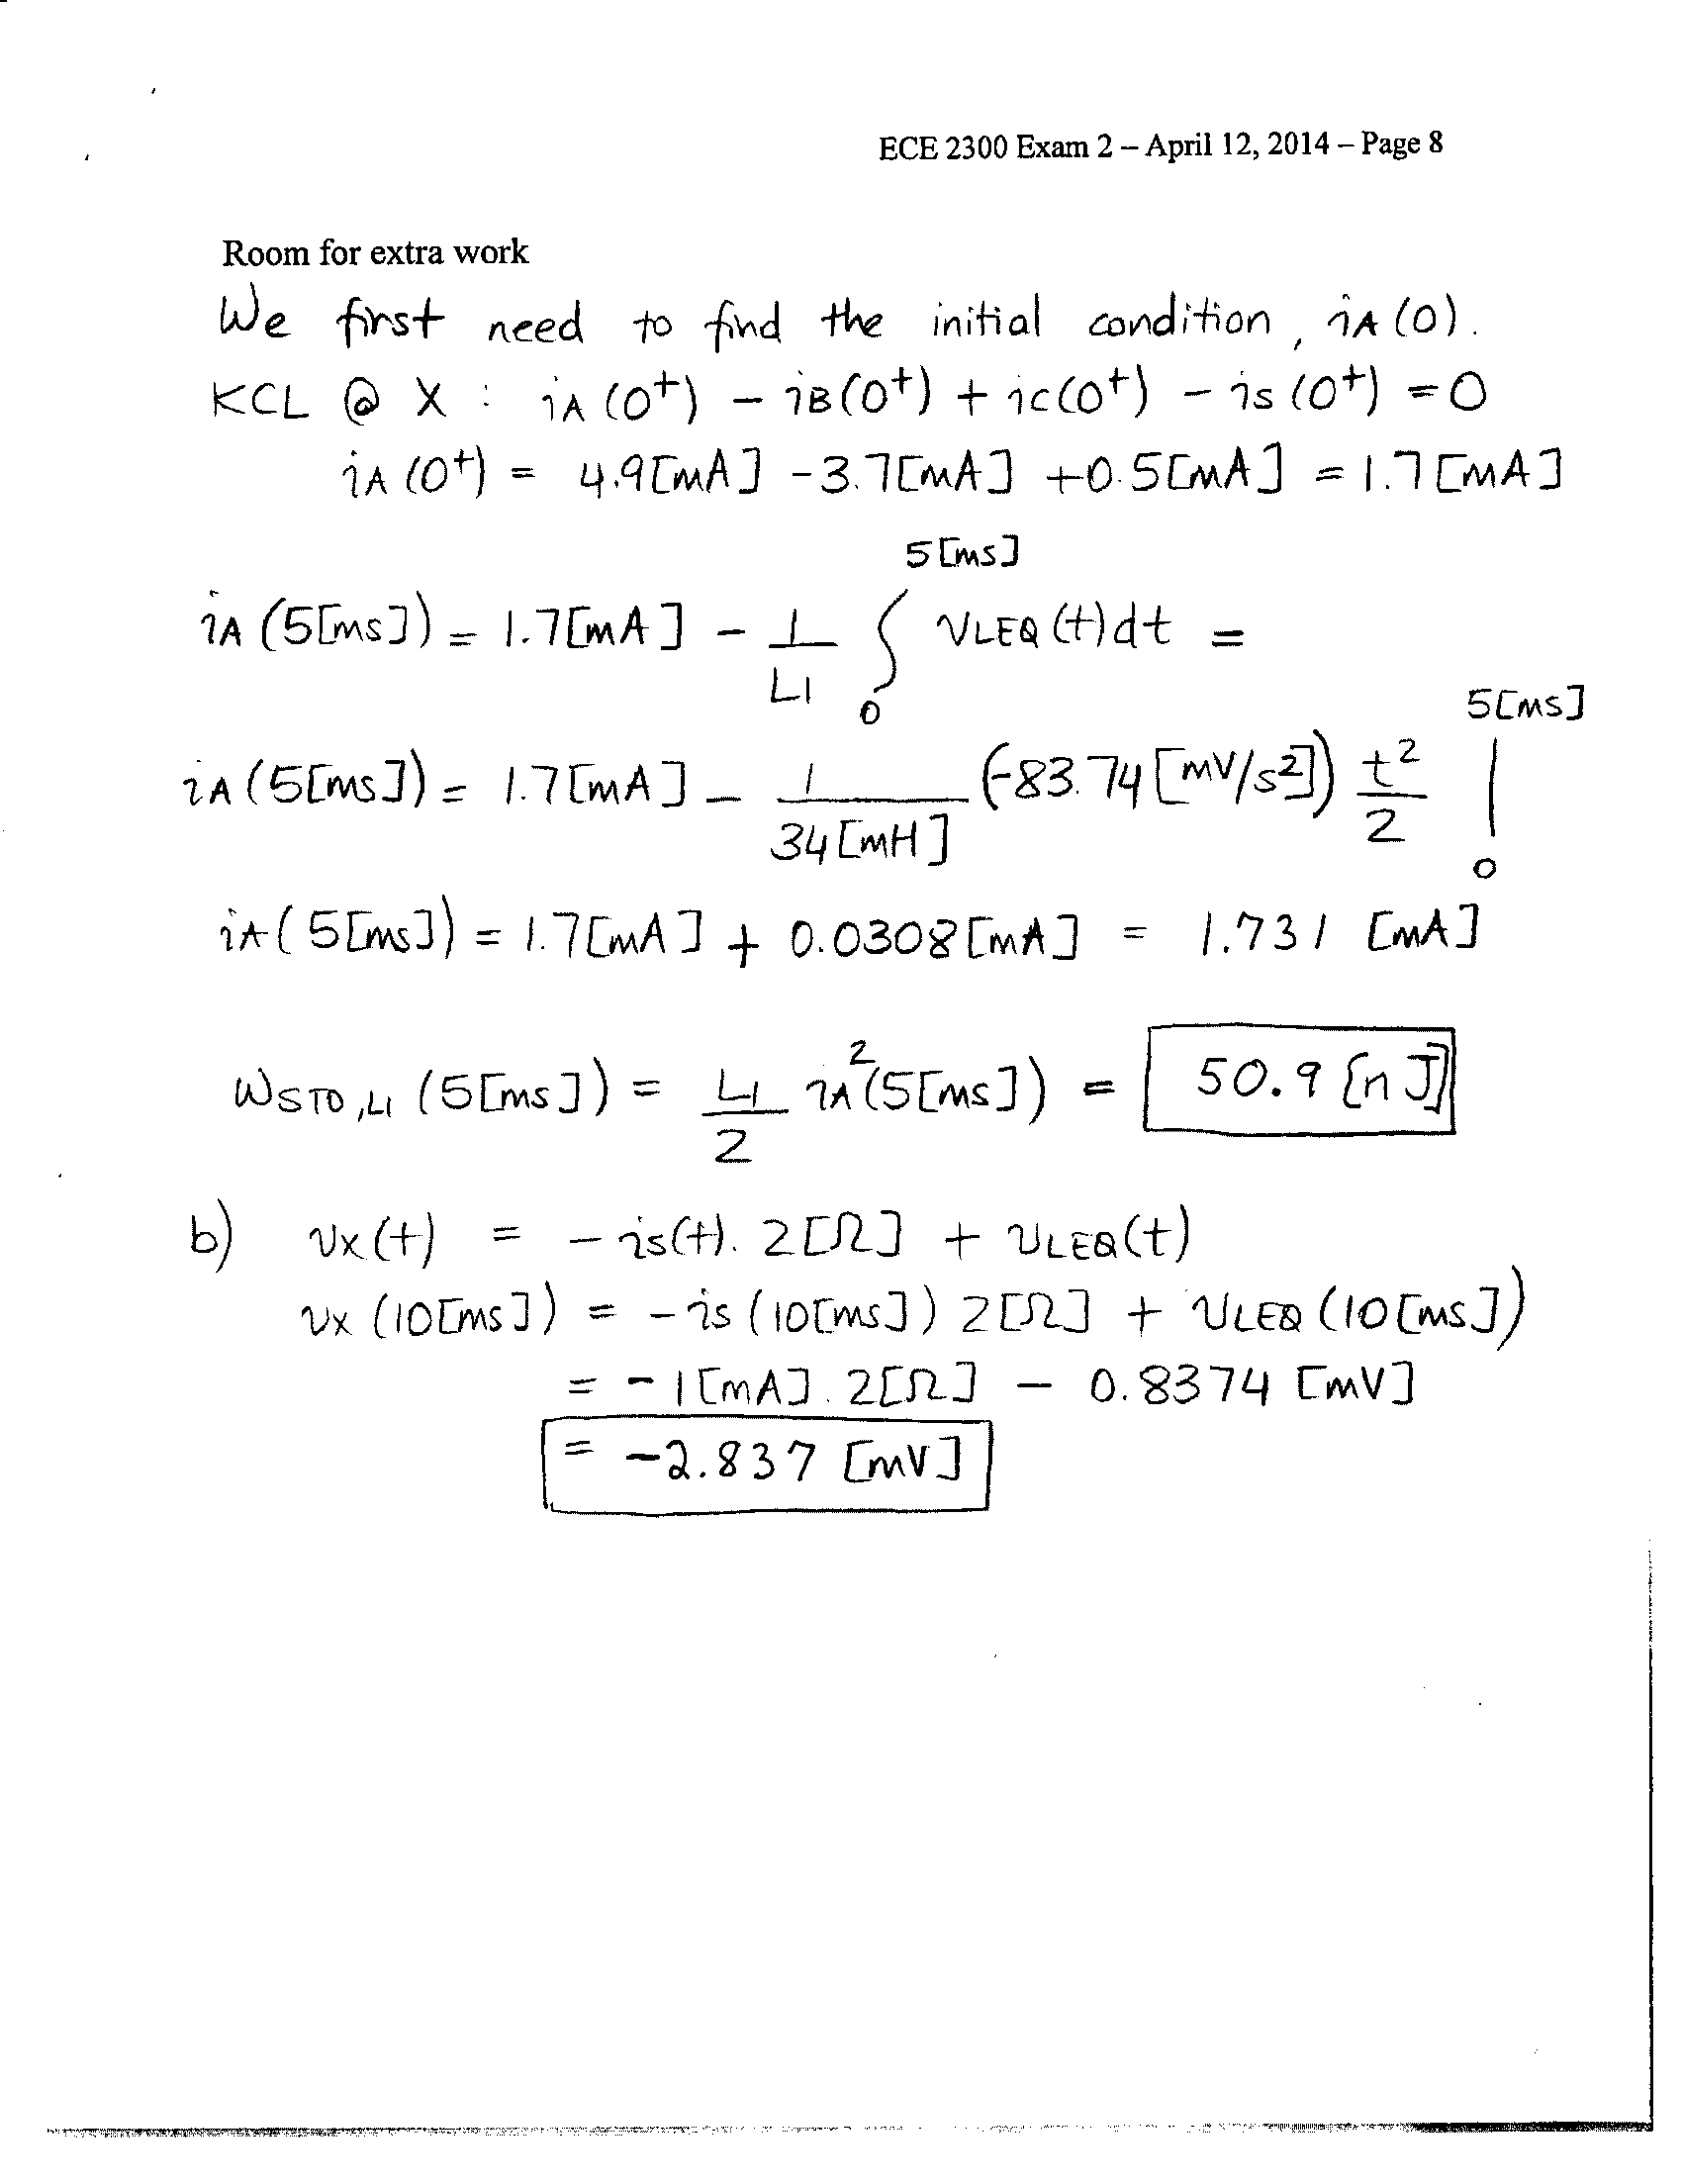 ECE 2300 Exam 2 – April 12, 2014 – Page 8
Room for extra work
We first need to find the initial condition, iA(0).
KCL @ X : iA(0⁺) − iB(0⁺) + iC(0⁺) − iS(0⁺) = 0
iA(0⁺) = 4.9[mA] − 3.7[mA] + 0.5[mA] = 1.7[mA]
iA(5[ms]) = 1.7[mA] − 1/L1 ∫₀^5[ms] vLEQ(t)dt =
iA(5[ms]) = 1.7[mA] − 1/34[mH] (−83.74[mV/s²]) t²/2 |₀^5[ms]
iA(5[ms]) = 1.7[mA] + 0.0308[mA] = 1.731 [mA]
WSTO,L1 (5[ms]) = L1/2 iA²(5[ms]) = 50.9 [nJ]
b) vx(t) = − is(t). 2[Ω] + vLEQ(t)
vx(10[ms]) = − is(10[ms]) 2[Ω] + vLEQ(10[ms])
= − 1[mA]. 2[Ω] − 0.8374 [mV]
= −2.837 [mV]